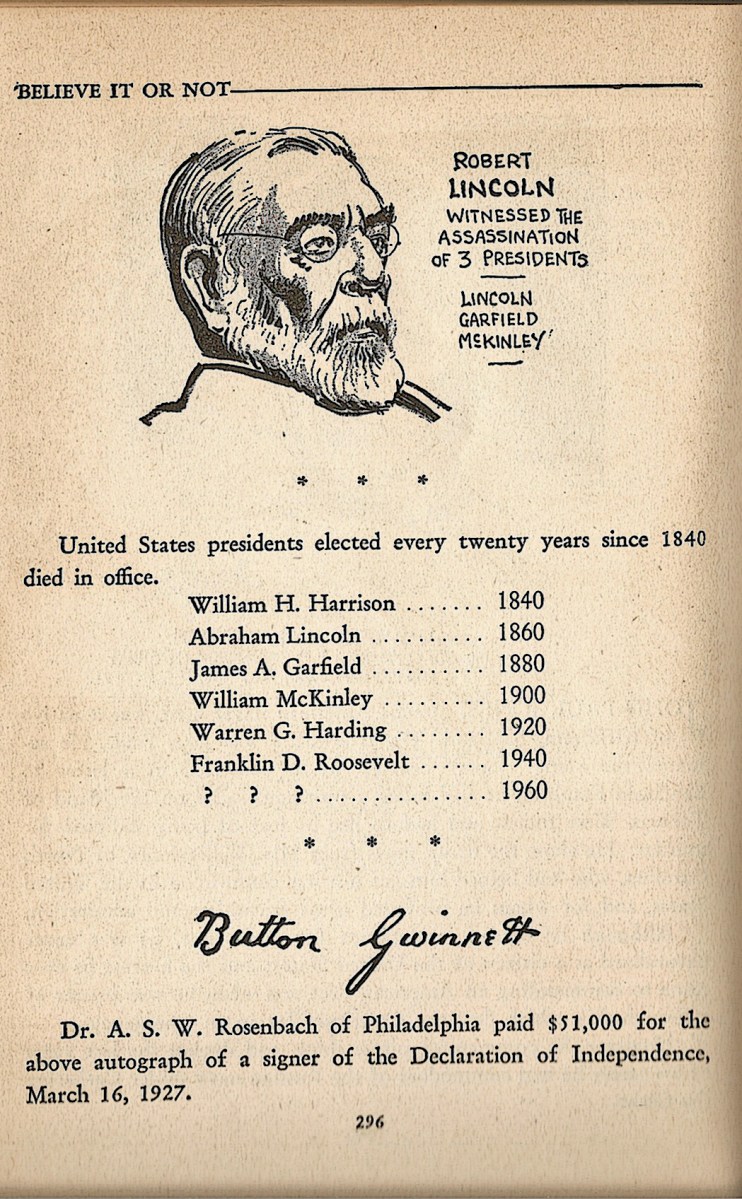 BELIEVE IT OR NOT
ROBERT
LINCOLN
WITNESSED THE
ASSASSINATION
OF 3 PRESIDENTS
LINCOLN
GARFIELD
McKINLEY
* * *
United States presidents elected every twenty years since 1840
died in office.
William H. Harrison ....... 1840
Abraham Lincoln .......... 1860
James A. Garfield .......... 1880
William McKinley ......... 1900
Warren G. Harding ........ 1920
Franklin D. Roosevelt ...... 1940
? ? ? ............... 1960
* * *
Button Gwinnett
Dr. A. S. W. Rosenbach of Philadelphia paid $51,000 for the
above autograph of a signer of the Declaration of Independence,
March 16, 1927.
296